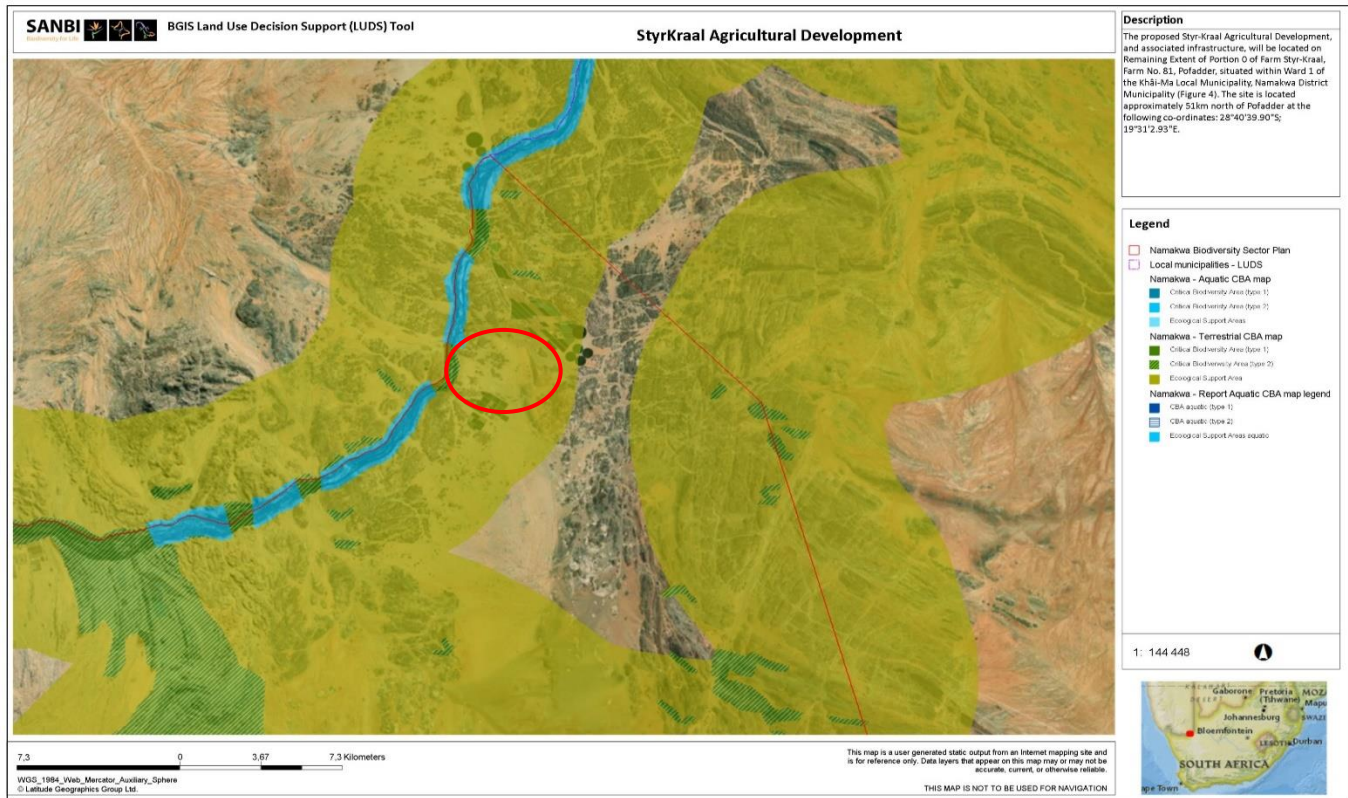 SANBI
Biodiversity for Life
BGIS Land Use Decision Support (LUDS) Tool
StyrKraal Agricultural Development
Description
The proposed Styr-Kraal Agricultural Development,
and associated infrastructure, will be located on
Remaining Extent of Portion 0 of Farm Styr-Kraal,
Farm No. 81, Pofadder, situated within Ward 1 of
the Khâi-Ma Local Municipality, Namakwa District
Municipality (Figure 4). The site is located
approximately 51km north of Pofadder at the
following co-ordinates: 28°40'39.90"S;
19°31'2.93"E.
Legend
Namakwa Biodiversity Sector Plan
Local municipalities - LUDS
Namakwa - Aquatic CBA map
Critical Biodiversity Area (type 1)
Critical Biodiversity Area (type 2)
Ecological Support Areas
Namakwa - Terrestrial CBA map
Critical Biodiversity Area (type 1)
Critical Biodiversity Area (type 2)
Ecological Support Area
Namakwa - Report Aquatic CBA map legend
CBA aquatic (type 1)
CBA aquatic (type 2)
Ecological Support Areas aquatic
1: 144 448
7,3 0 3,67 7,3 Kilometers
WGS_1984_Web_Mercator_Auxiliary_Sphere
© Latitude Geographics Group Ltd.
This map is a user generated static output from an Internet mapping site and
is for reference only. Data layers that appear on this map may or may not be
accurate, current, or otherwise reliable.
THIS MAP IS NOT TO BE USED FOR NAVIGATION
Gaborone Pretoria MOZ
(Tshwane) Mapu
Johannesburg SWAZI
Bloemfontein
LESOTHO Durban
SOUTH AFRICA
ape Town